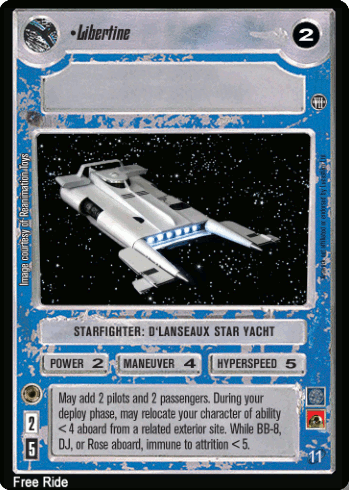 •Libertine
2
Image courtesy of Reanimation Toys
STARFIGHTER: D'LANSEAUX STAR YACHT
POWER 2
MANEUVER 4
HYPERSPEED 5
May add 2 pilots and 2 passengers. During your
deploy phase, may relocate your character of ability
< 4 aboard from a related exterior site. While BB-8,
DJ, or Rose aboard, immune to attrition < 5.
2
5
11
Free Ride